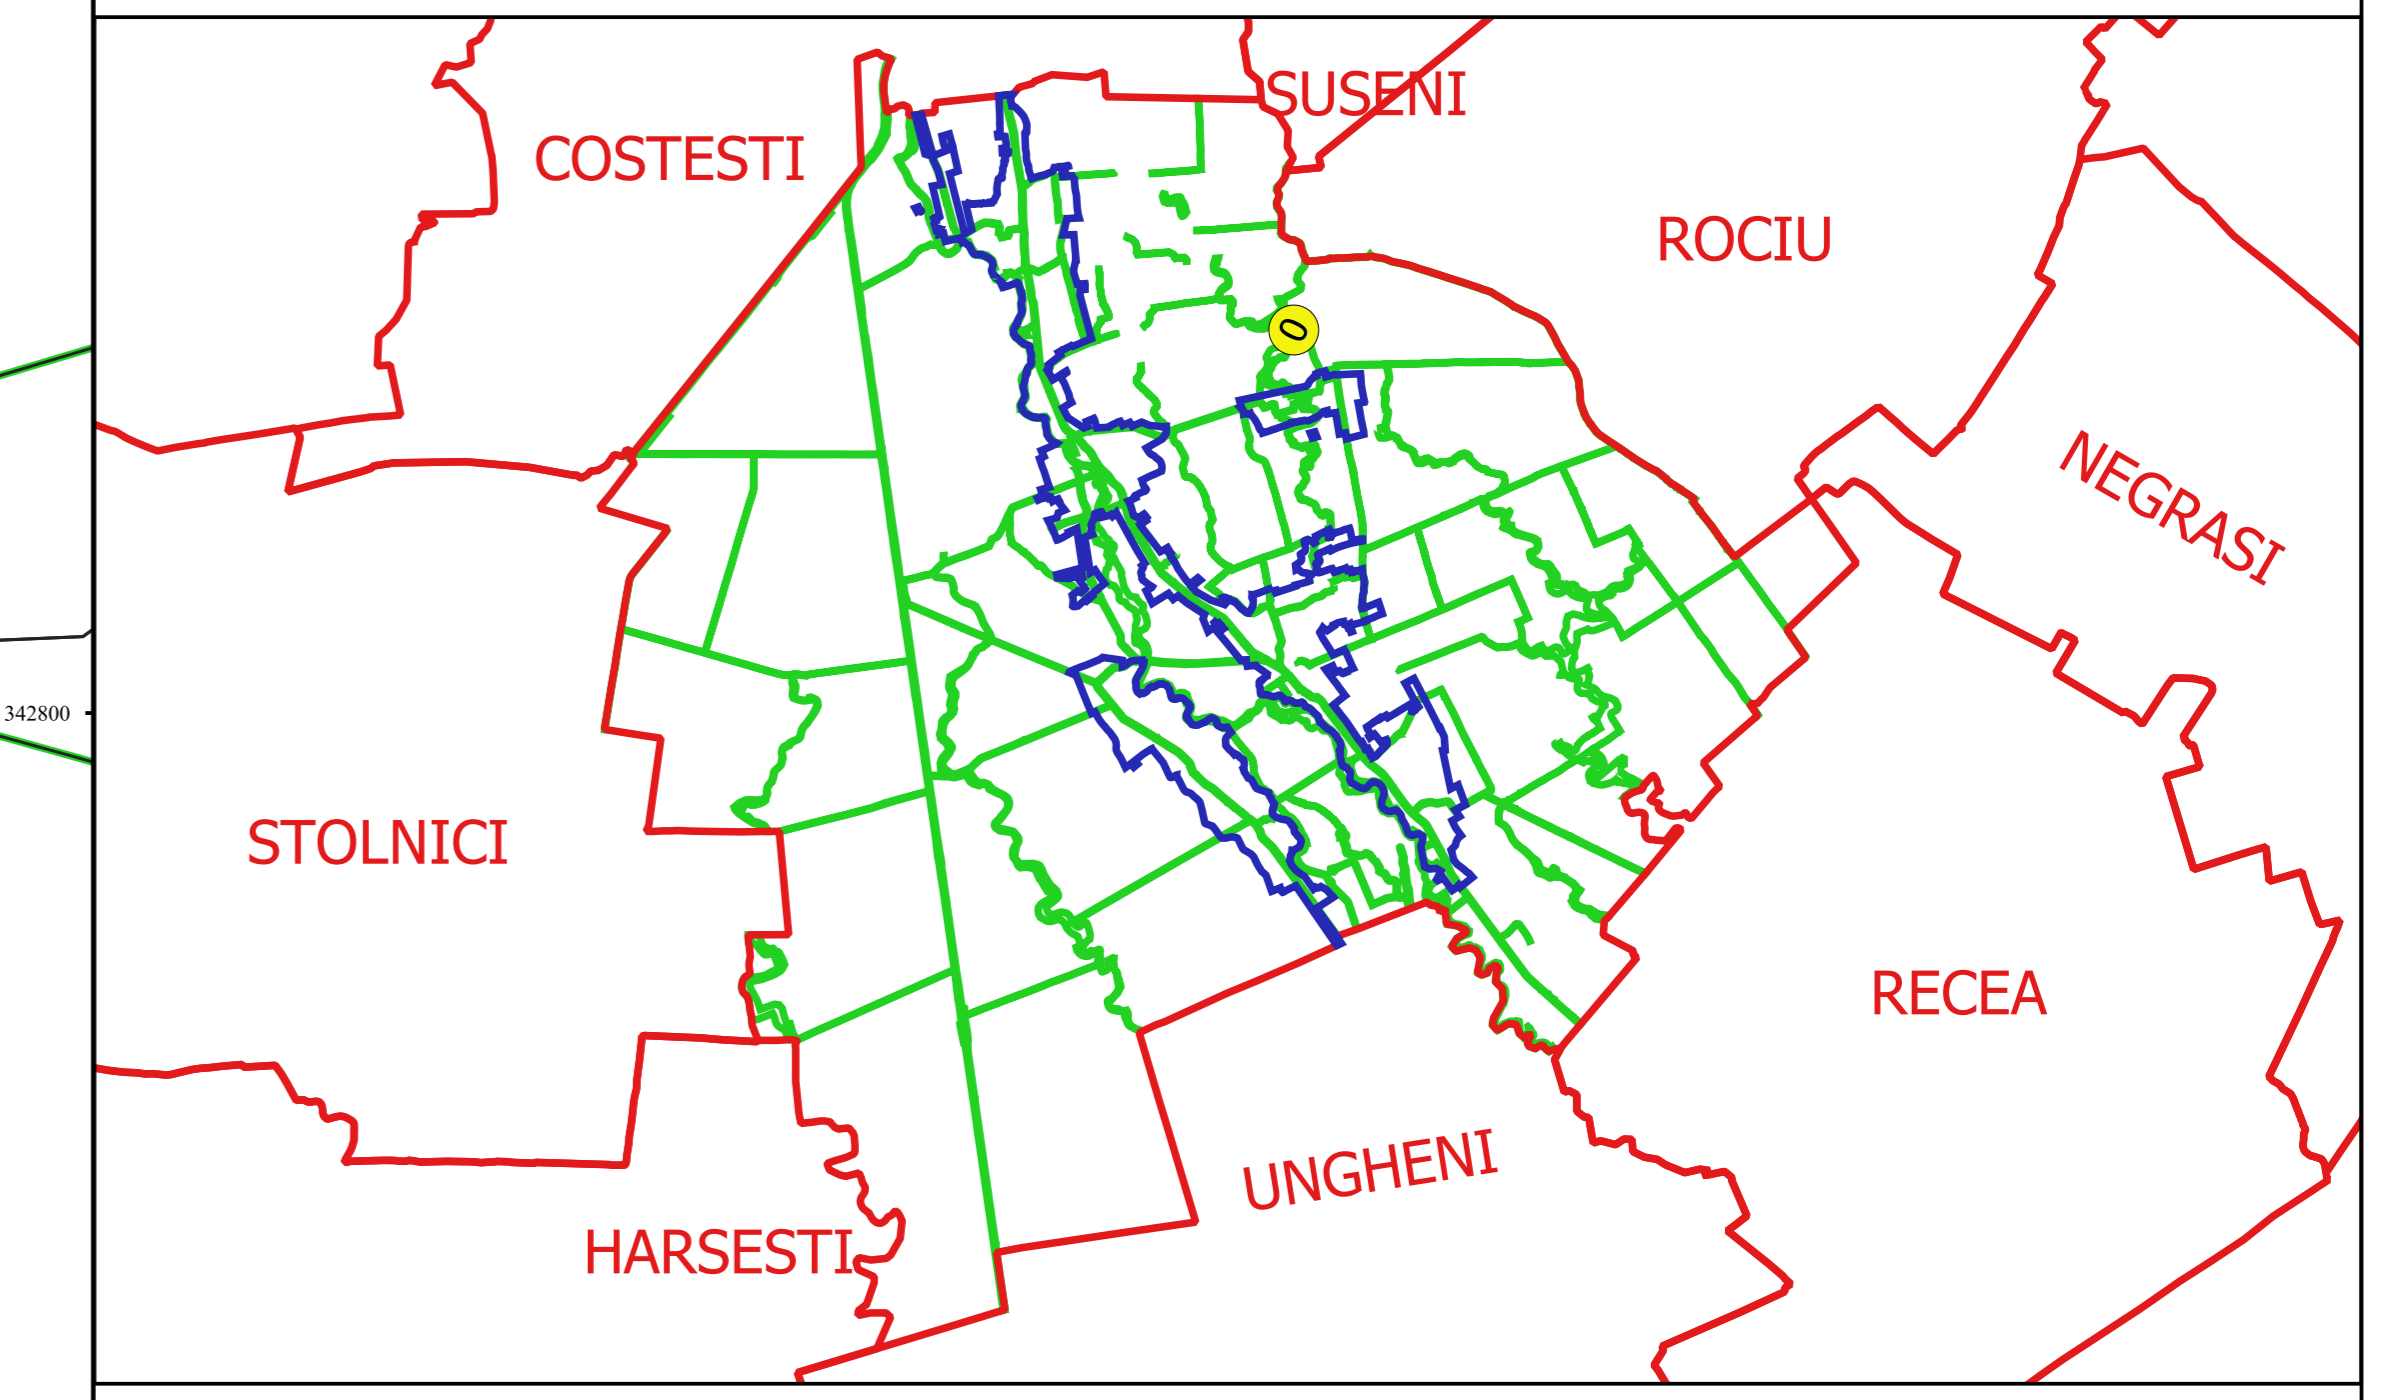 SUSENI
COSTESTI
ROCIU
0
NEGRASI
342800
STOLNICI
RECEA
UNGHENI
HARSESTI